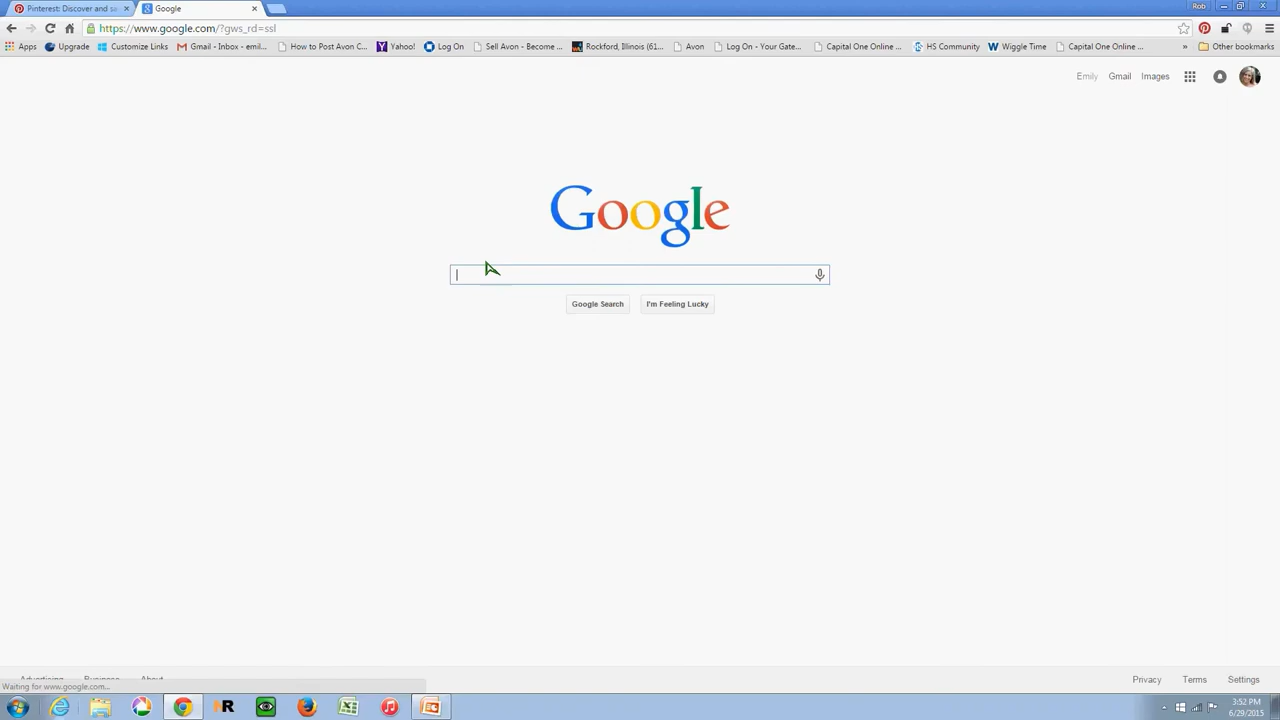 Pinterest: Discover and sa
Google
Rob
https://www.google.com/?gws_rd=ssl
Apps Upgrade Customize Links Gmail - Inbox - emil... How to Post Avon C... Yahoo! Log On Sell Avon - Become ... Rockford, Illinois (61... Avon Log On - Your Gate... Capital One Online ... HS Community Wiggle Time Capital One Online ... » Other bookmarks
Emily Gmail Images
Google
Google Search I'm Feeling Lucky
Advertising Business About
Privacy Terms Settings
Waiting for www.google.com...
3:52 PM
6/29/2015